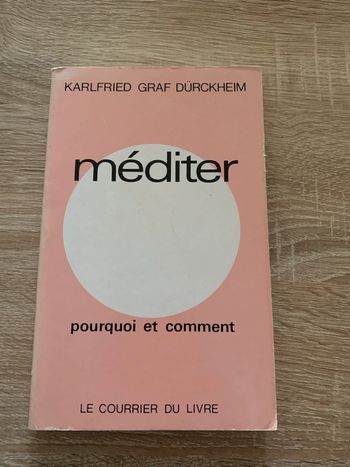 KARLFRIED GRAF DÜRCKHEIM
méditer
pourquoi et comment
LE COURRIER DU LIVRE